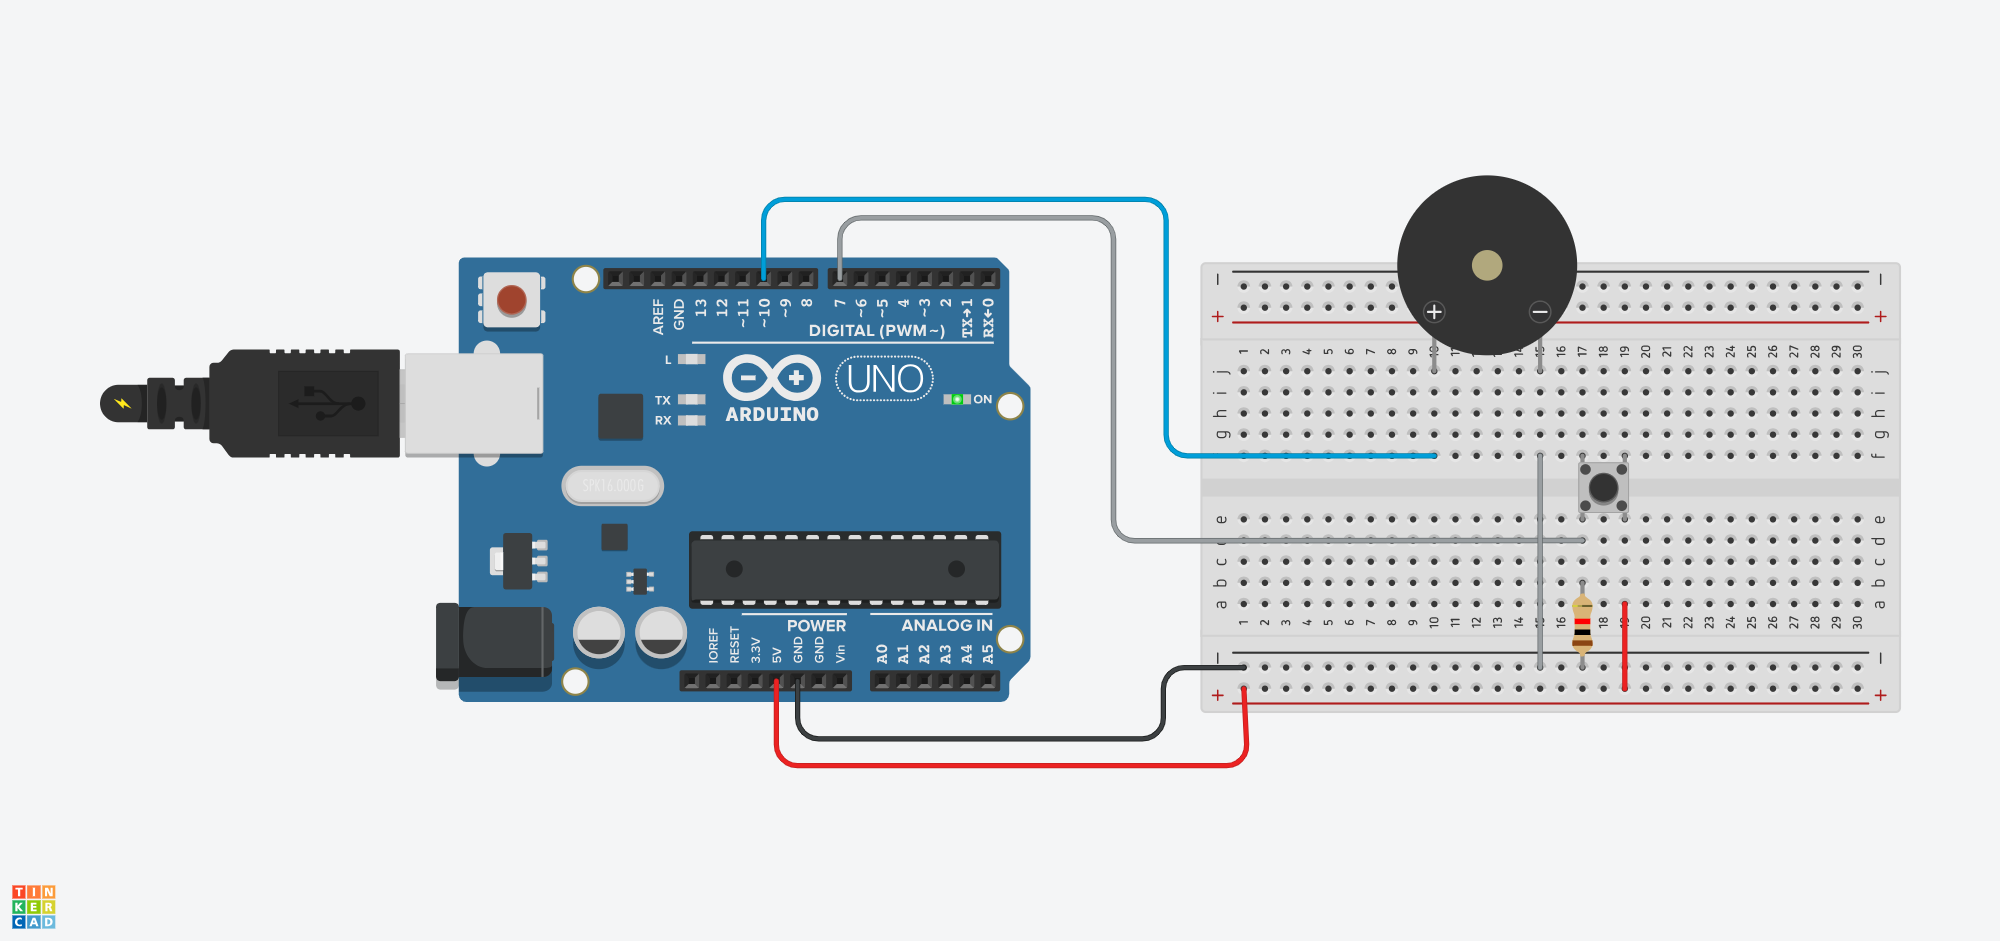 AREF
GND
13
12
~11
~10
~9
8
7
~6
~5
4
~3
2
TX→1
RX←0
DIGITAL (PWM~)
L
TX
RX
ARDUINO
UNO
ON
SPK16.000G
IOREF
RESET
3.3V
5V
GND
GND
Vin
POWER
ANALOG IN
A0
A1
A2
A3
A4
A5
− −
+ +
1 2 3 4 5 6 7 8 9 10 15 17 18 19 20 21 22 23 24 25 26 27 28 29 30
+ −
j j
i i
h h
g g
f f
e e
d
c c
b b
a a
1 2 3 4 5 6 7 8 9 10 11 12 13 14 15 16 17 18 19 20 21 22 23 24 25 26 27 28 29 30
− −
+ +
TIN
KER
CAD